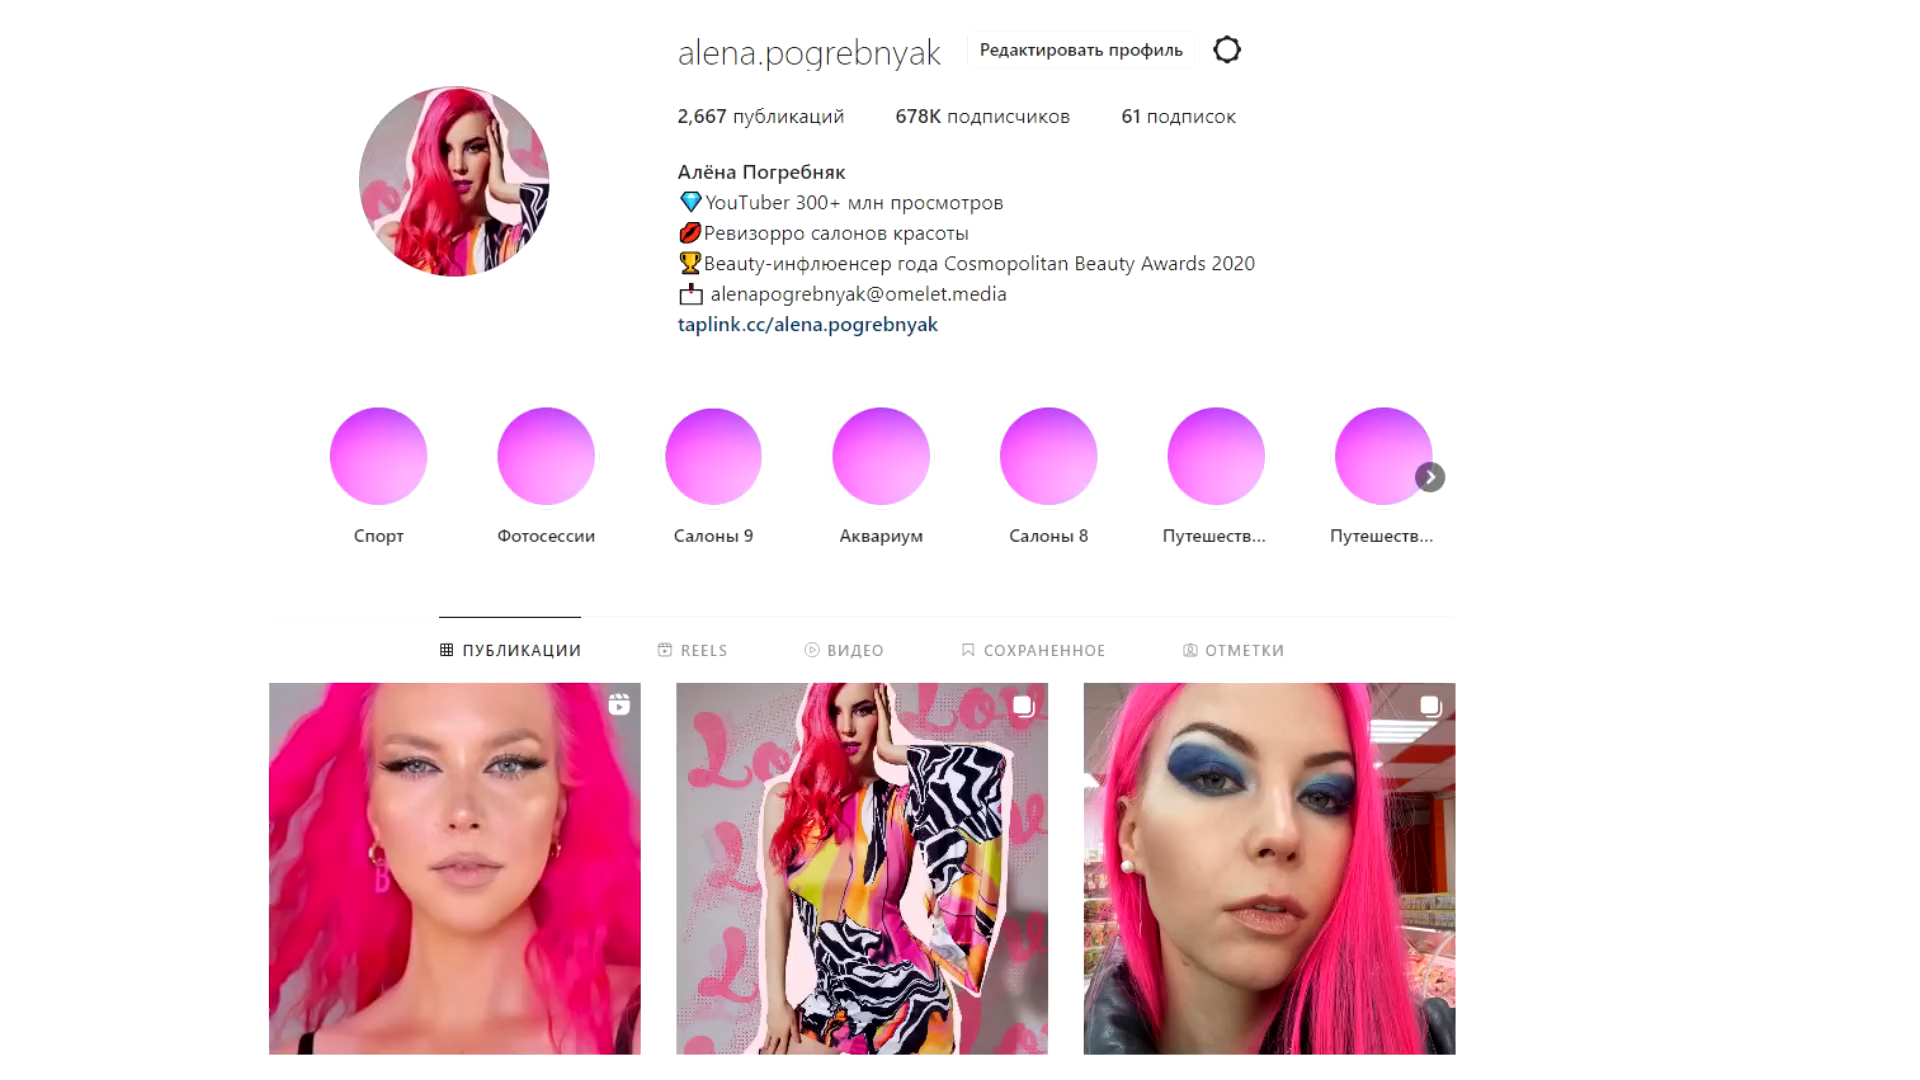 alena.pogrebnyak Редактировать профиль
2,667 публикаций 678K подписчиков 61 подписок
Алёна Погребняк
💎YouTuber 300+ млн просмотров
💋Ревизорро салонов красоты
🏆Beauty-инфлюенсер года Cosmopolitan Beauty Awards 2020
📩 alenapogrebnyak@omelet.media
taplink.cc/alena.pogrebnyak
Спорт Фотосессии Салоны 9 Аквариум Салоны 8 Путешеств... Путешеств...
ПУБЛИКАЦИИ REELS ВИДЕО СОХРАНЕННОЕ ОТМЕТКИ
Love
B